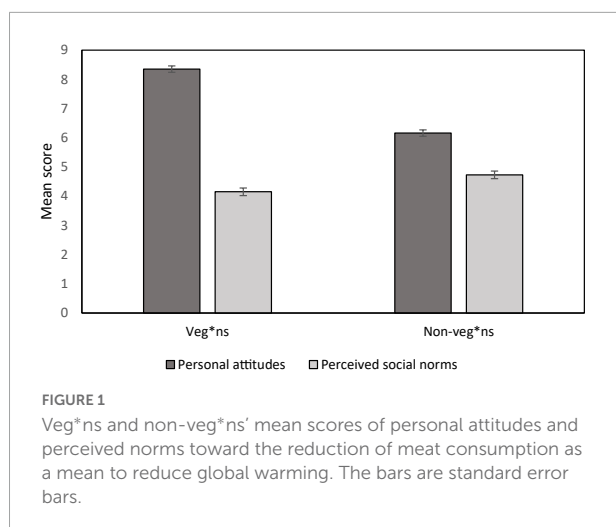 9
8
7
6
5
4
3
2
1
0
Mean score
Veg*ns
Non-veg*ns
Personal attitudes
Perceived social norms
FIGURE 1
Veg*ns and non-veg*ns’ mean scores of personal attitudes and
perceived norms toward the reduction of meat consumption as
a mean to reduce global warming. The bars are standard error
bars.